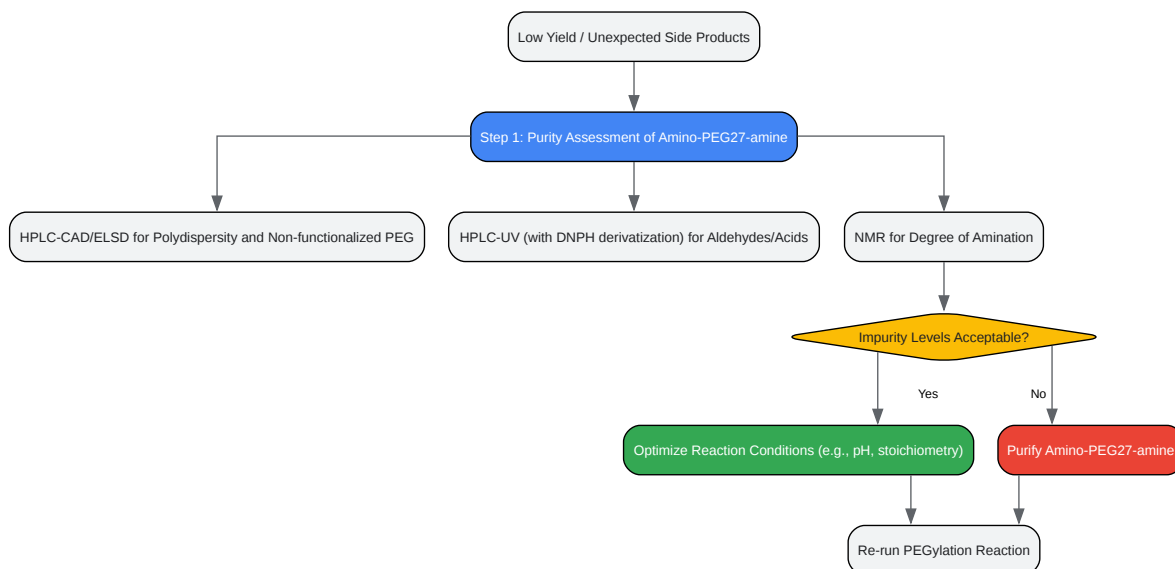 Low Yield / Unexpected Side Products
Step 1: Purity Assessment of Amino-PEG27-amine
HPLC-CAD/ELSD for Polydispersity and Non-functionalized PEG
HPLC-UV (with DNPH derivatization) for Aldehydes/Acids
NMR for Degree of Amination
Impurity Levels Acceptable?
Yes
No
Optimize Reaction Conditions (e.g., pH, stoichiometry)
Purify Amino-PEG27-amine
Re-run PEGylation Reaction